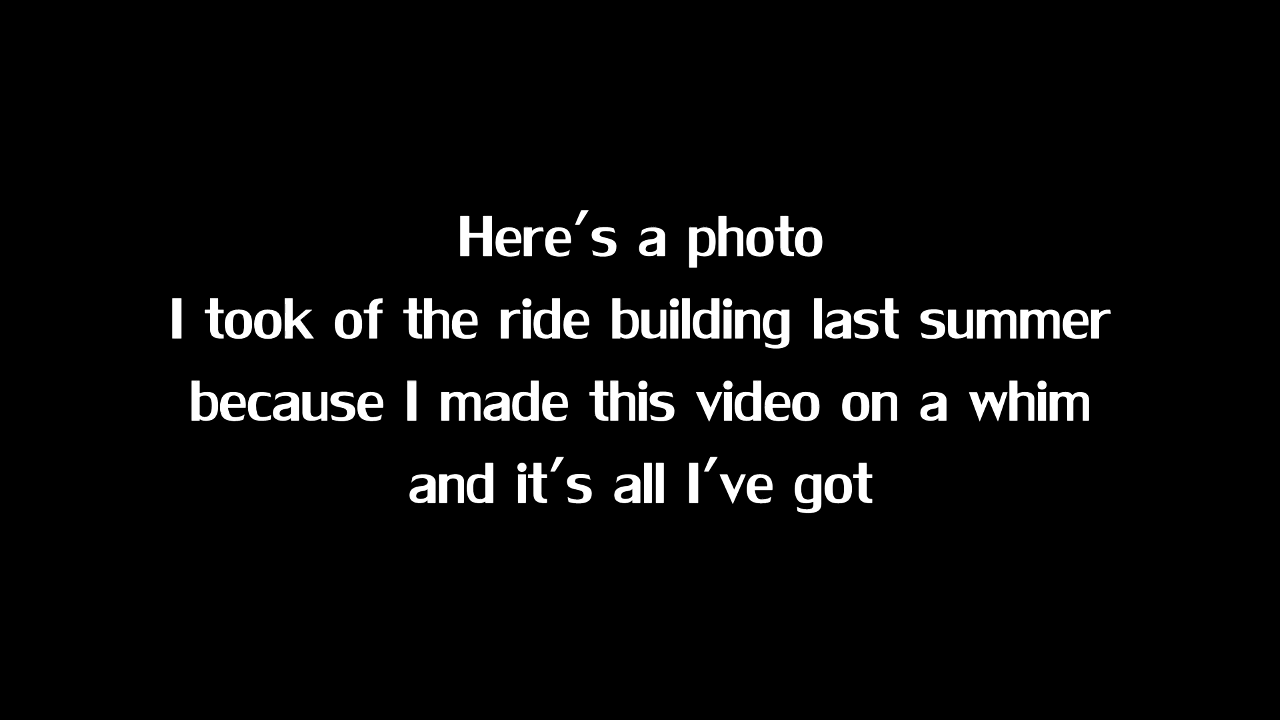 Here's a photo
I took of the ride building last summer
because I made this video on a whim
and it's all I've got